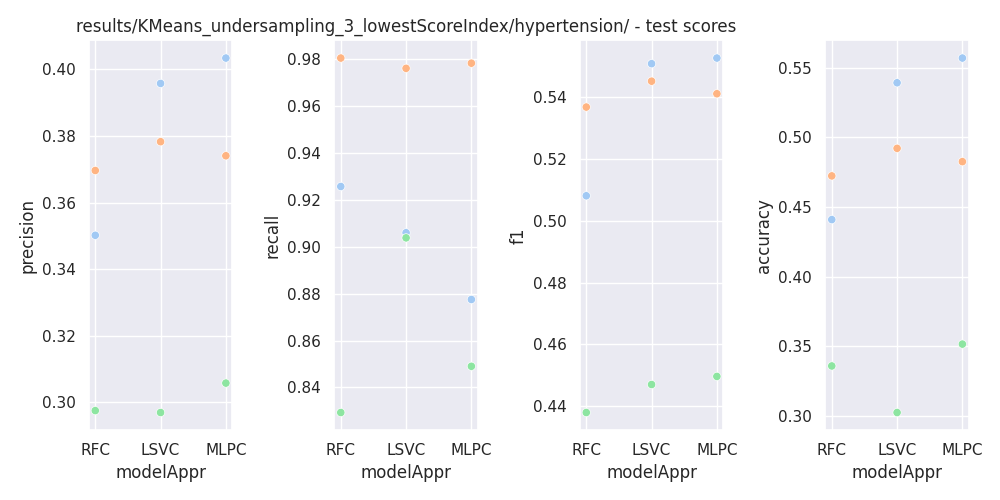 results/KMeans_undersampling_3_lowestScoreIndex/hypertension/ - test scores
precision
0.40
0.38
0.36
0.34
0.32
0.30
RFC LSVC MLPC
modelAppr
recall
0.98
0.96
0.94
0.92
0.90
0.88
0.86
0.84
RFC LSVC MLPC
modelAppr
f1
0.54
0.52
0.50
0.48
0.46
0.44
RFC LSVC MLPC
modelAppr
accuracy
0.55
0.50
0.45
0.40
0.35
0.30
RFC LSVC MLPC
modelAppr